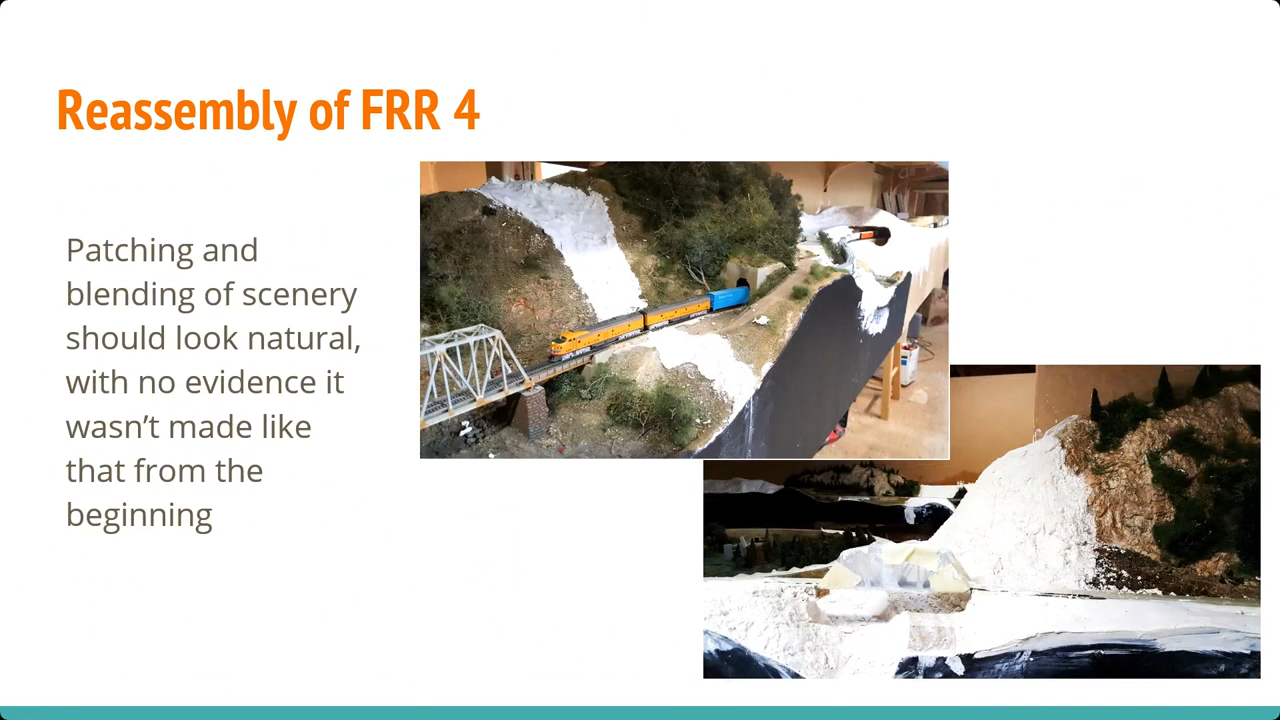 Reassembly of FRR 4
Patching and
blending of scenery
should look natural,
with no evidence it
wasn’t made like
that from the
beginning